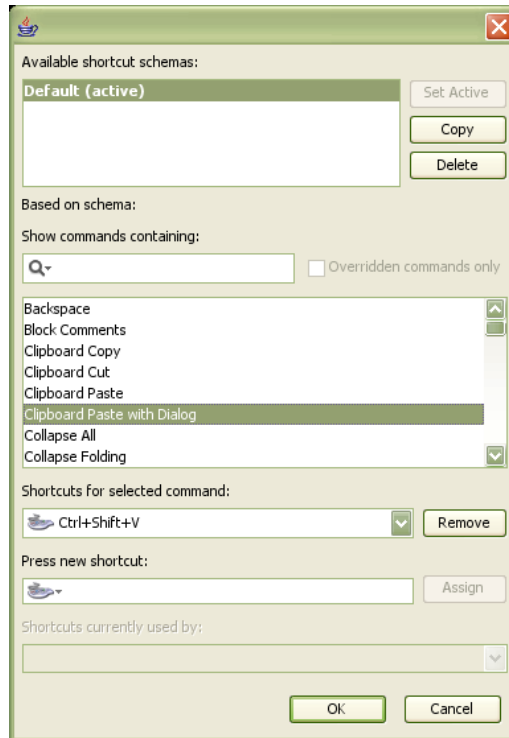 Available shortcut schemas:
Default (active)
Set Active
Copy
Delete
Based on schema:
Show commands containing:
Overridden commands only
Backspace
Block Comments
Clipboard Copy
Clipboard Cut
Clipboard Paste
Clipboard Paste with Dialog
Collapse All
Collapse Folding
Shortcuts for selected command:
Ctrl+Shift+V
Remove
Press new shortcut:
Assign
Shortcuts currently used by:
OK
Cancel